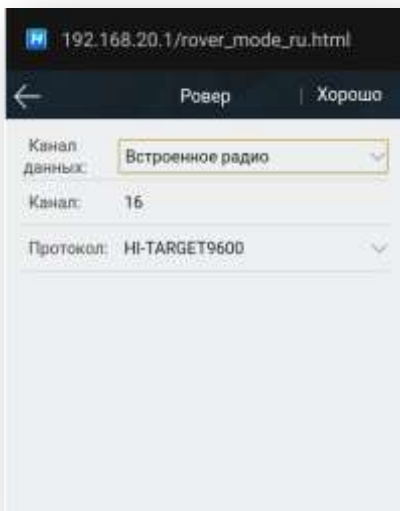 192.168.20.1/rover_mode_ru.html
Ровер | Хорошо
Канал данных: Встроенное радио
Канал: 16
Протокол: HI-TARGET9600